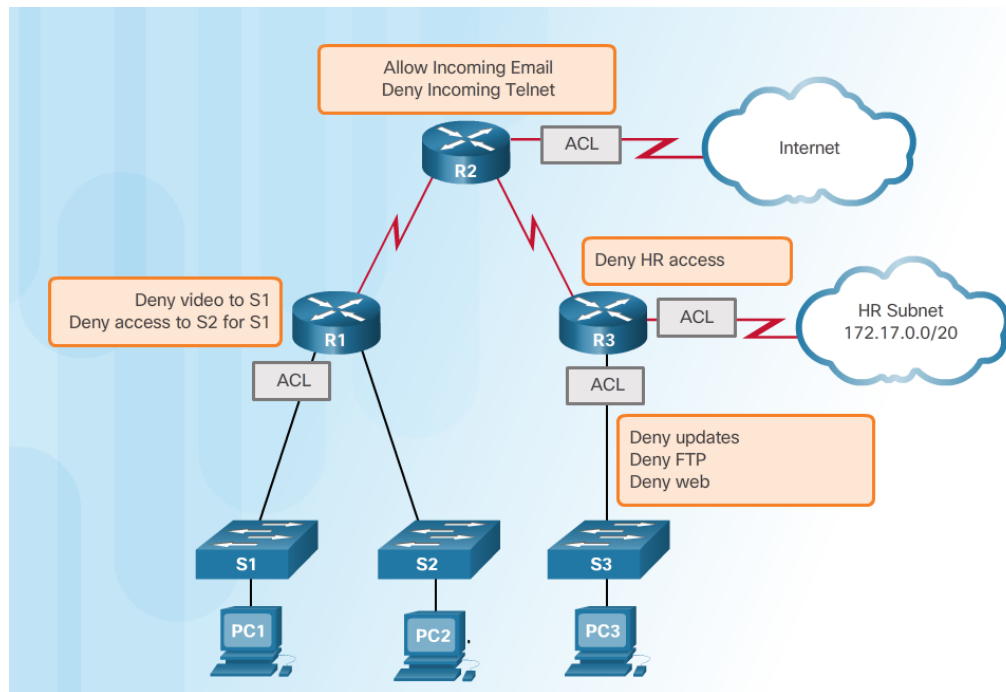 Allow Incoming Email
Deny Incoming Telnet
ACL
Internet
R2
Deny HR access
Deny video to S1
Deny access to S2 for S1
ACL
HR Subnet
172.17.0.0/20
R1
R3
ACL
ACL
Deny updates
Deny FTP
Deny web
S1
S2
S3
PC1
PC2
PC3